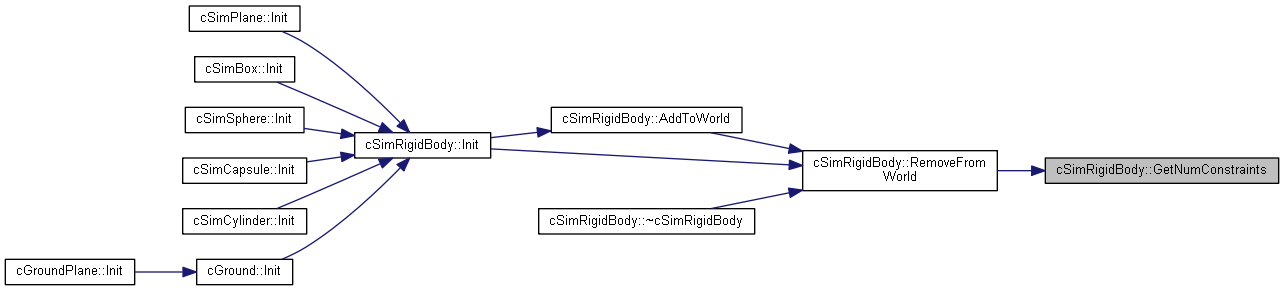 cSimPlane::Init
cSimBox::Init
cSimSphere::Init
cSimRigidBody::AddToWorld
cSimRigidBody::Init
cSimRigidBody::RemoveFrom
World
cSimRigidBody::GetNumConstraints
cSimCapsule::Init
cSimCylinder::Init
cSimRigidBody::~cSimRigidBody
cGroundPlane::Init
cGround::Init